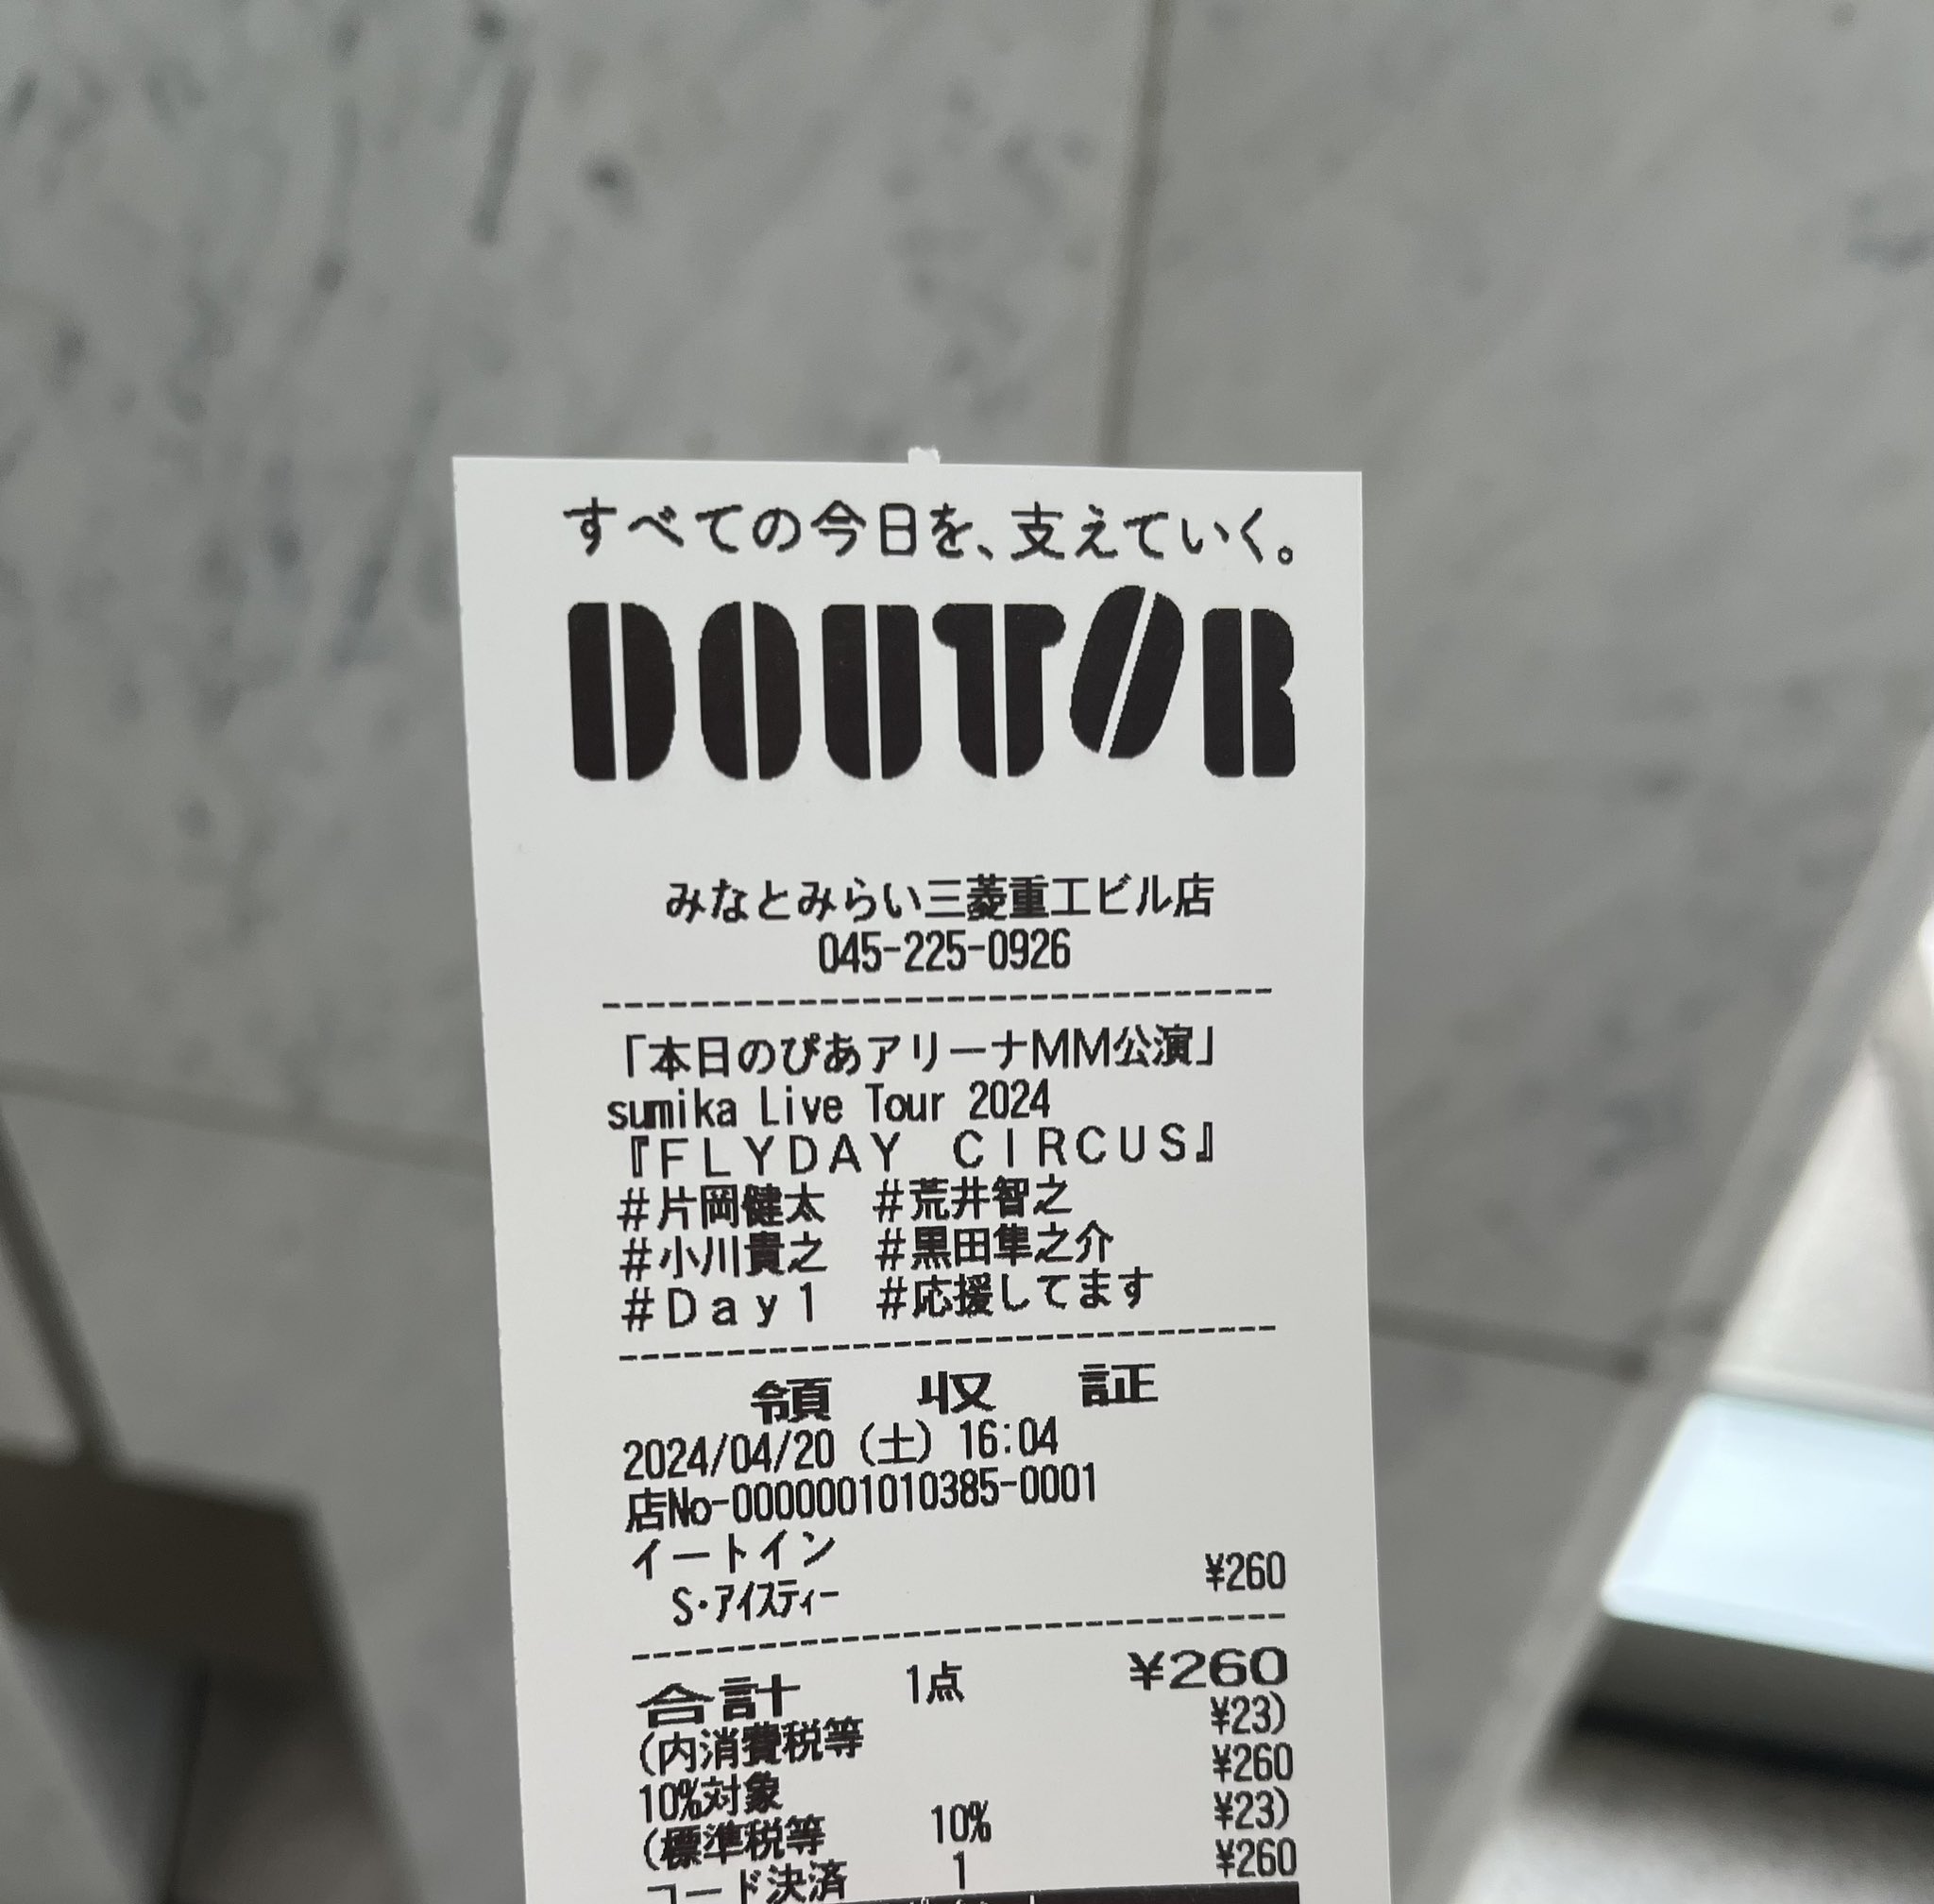 すべての今日を、支えていく。
DOUTOR
みなとみらい三菱重工ビル店
045-225-0926
「本日のぴあアリーナMM公演」
sumika Live Tour 2024
『ＦＬＹＤＡＹ　ＣＩＲＣＵＳ』
＃片岡健太　＃荒井智之
＃小川貴之　＃黒田隼之介
＃Ｄａｙ１　＃応援してます
領　収　証
2024/04/20（土）16:04
店No-0000001010385-0001
イートイン
S・アイスティー ¥260
合計 1点 ¥260
（内消費税等 ¥23）
10%対象 ¥260
（標準税等 10% ¥23）
コード決済 1 ¥260